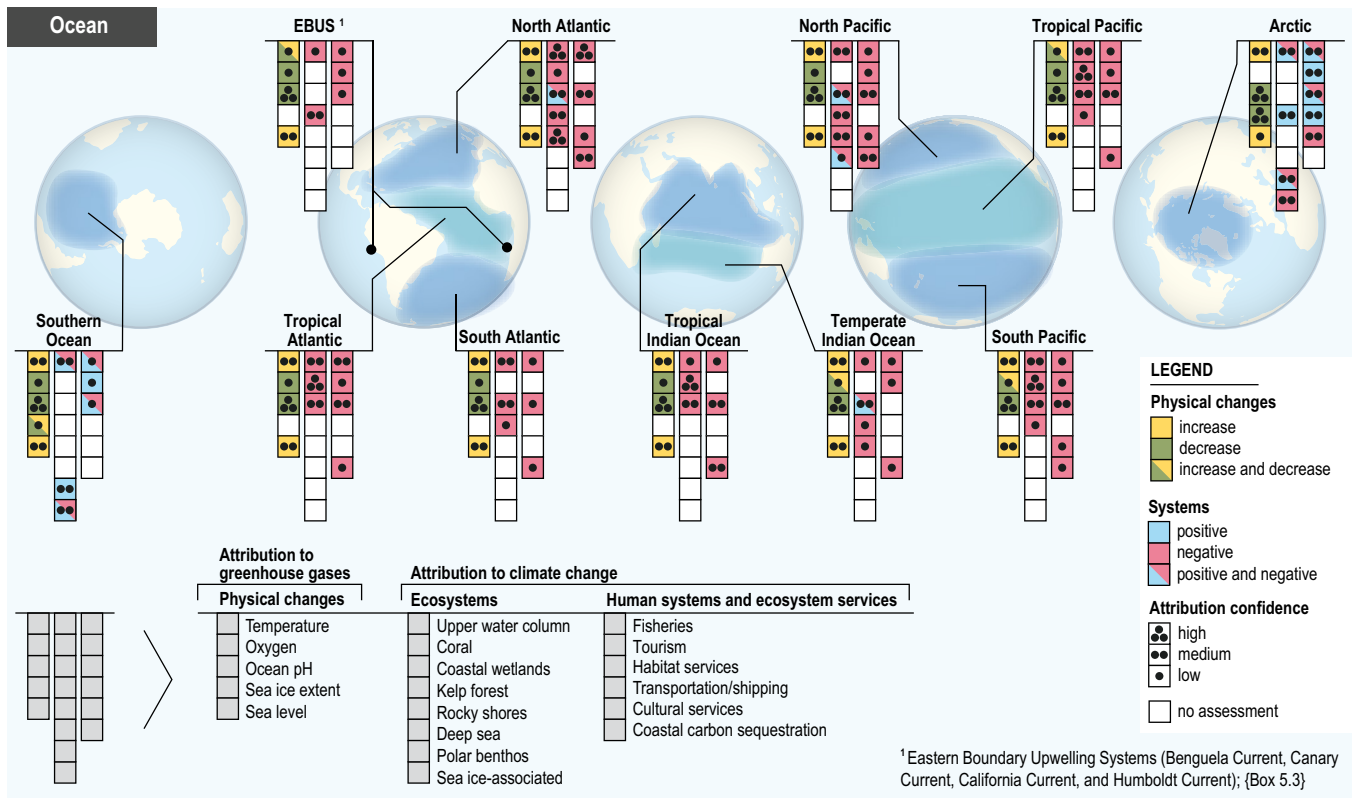 Ocean
EBUS 1
North Atlantic
North Pacific
Tropical Pacific
Arctic
Southern
Ocean
Tropical
Atlantic
South Atlantic
Tropical
Indian Ocean
Temperate
Indian Ocean
South Pacific
LEGEND
Physical changes
increase
decrease
increase and decrease
Systems
positive
negative
positive and negative
Attribution confidence
high
medium
low
no assessment
Attribution to
greenhouse gases
Physical changes
Temperature
Oxygen
Ocean pH
Sea ice extent
Sea level
Attribution to climate change
Ecosystems
Upper water column
Coral
Coastal wetlands
Kelp forest
Rocky shores
Deep sea
Polar benthos
Sea ice-associated
Human systems and ecosystem services
Fisheries
Tourism
Habitat services
Transportation/shipping
Cultural services
Coastal carbon sequestration
1 Eastern Boundary Upwelling Systems (Benguela Current, Canary
Current, California Current, and Humboldt Current); {Box 5.3}